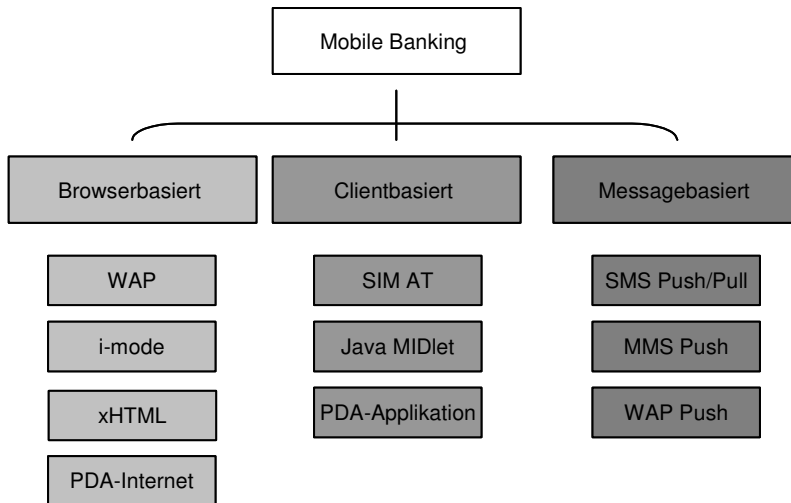 Mobile Banking
Browserbasiert
Clientbasiert
Messagebasiert
WAP
SIM AT
SMS Push/Pull
i-mode
Java MIDlet
MMS Push
xHTML
PDA-Applikation
WAP Push
PDA-Internet